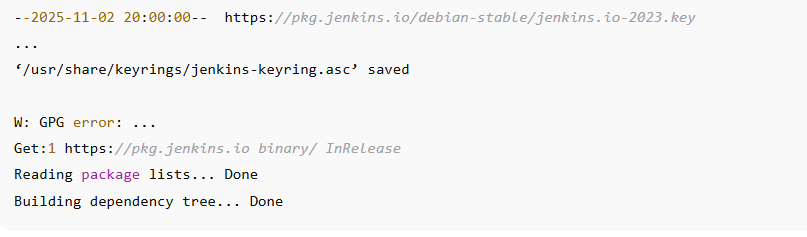 --2025-11-02 20:00:00--  https://pkg.jenkins.io/debian-stable/jenkins.io-2023.key
...
‘/usr/share/keyrings/jenkins-keyring.asc’ saved
W: GPG error: ...
Get:1 https://pkg.jenkins.io binary/ InRelease
Reading package lists... Done
Building dependency tree... Done